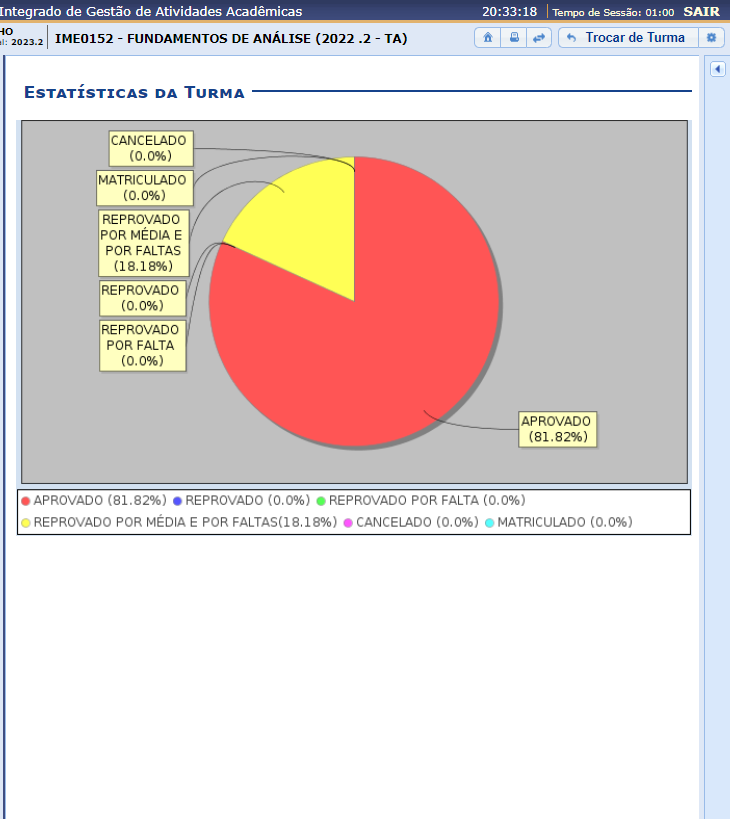 Integrado de Gestão de Atividades Acadêmicas 20:33:18 Tempo de Sessão: 01:00 SAIR
HO
el: 2023.2 IME0152 - FUNDAMENTOS DE ANÁLISE (2022 .2 - TA) Trocar de Turma
Estatísticas da Turma
CANCELADO
(0.0%)
MATRICULADO
(0.0%)
REPROVADO
POR MÉDIA E
POR FALTAS
(18.18%)
REPROVADO
(0.0%)
REPROVADO
POR FALTA
(0.0%)
APROVADO
(81.82%)
APROVADO (81.82%) REPROVADO (0.0%) REPROVADO POR FALTA (0.0%)
REPROVADO POR MÉDIA E POR FALTAS(18.18%) CANCELADO (0.0%) MATRICULADO (0.0%)